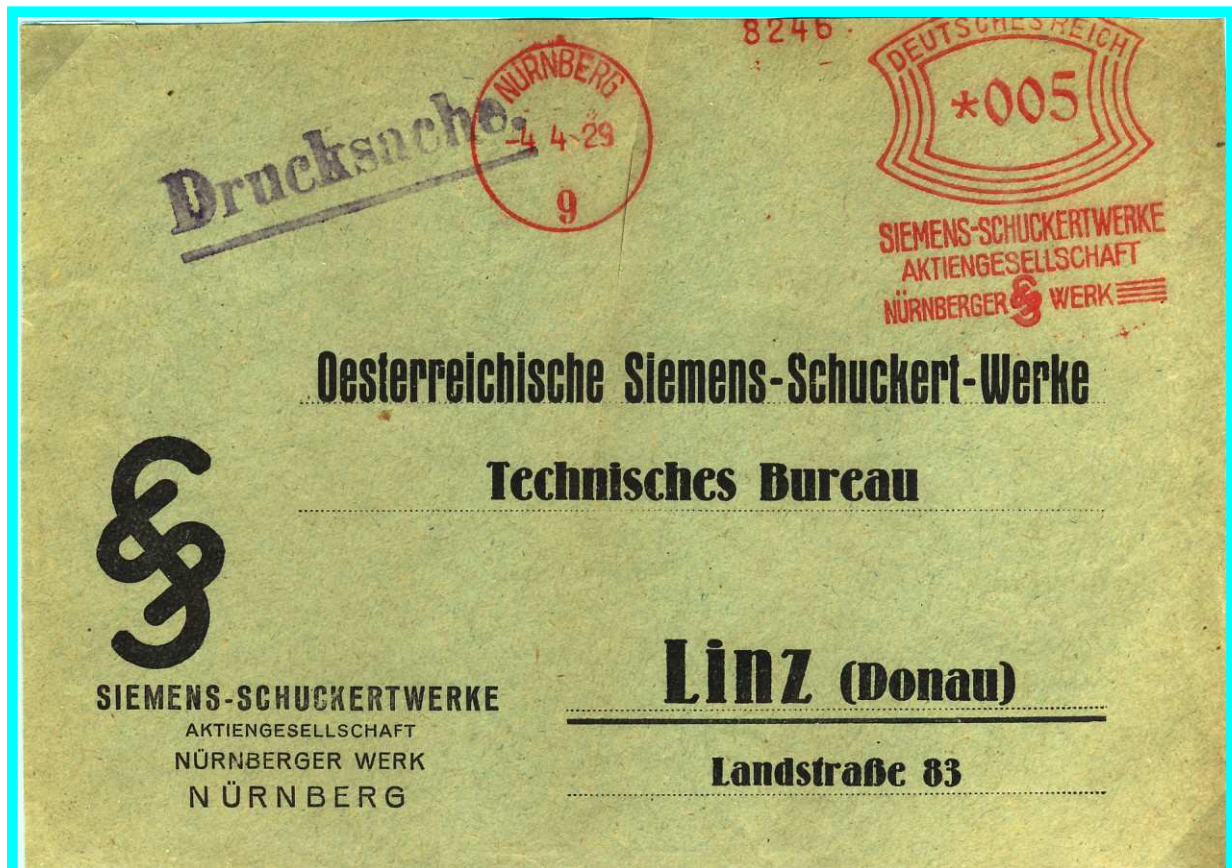 8246
DEUTSCHES REICH
*005
NÜRNBERG
-4 4-29
9
Drucksache.
SIEMENS-SCHUCKERTWERKE
AKTIENGESELLSCHAFT
NÜRNBERGER WERK
Oesterreichische Siemens-Schuckert-Werke
Technisches Bureau
Linz (Donau)
Landstraße 83
SIEMENS-SCHUCKERTWERKE
AKTIENGESELLSCHAFT
NÜRNBERGER WERK
NÜRNBERG